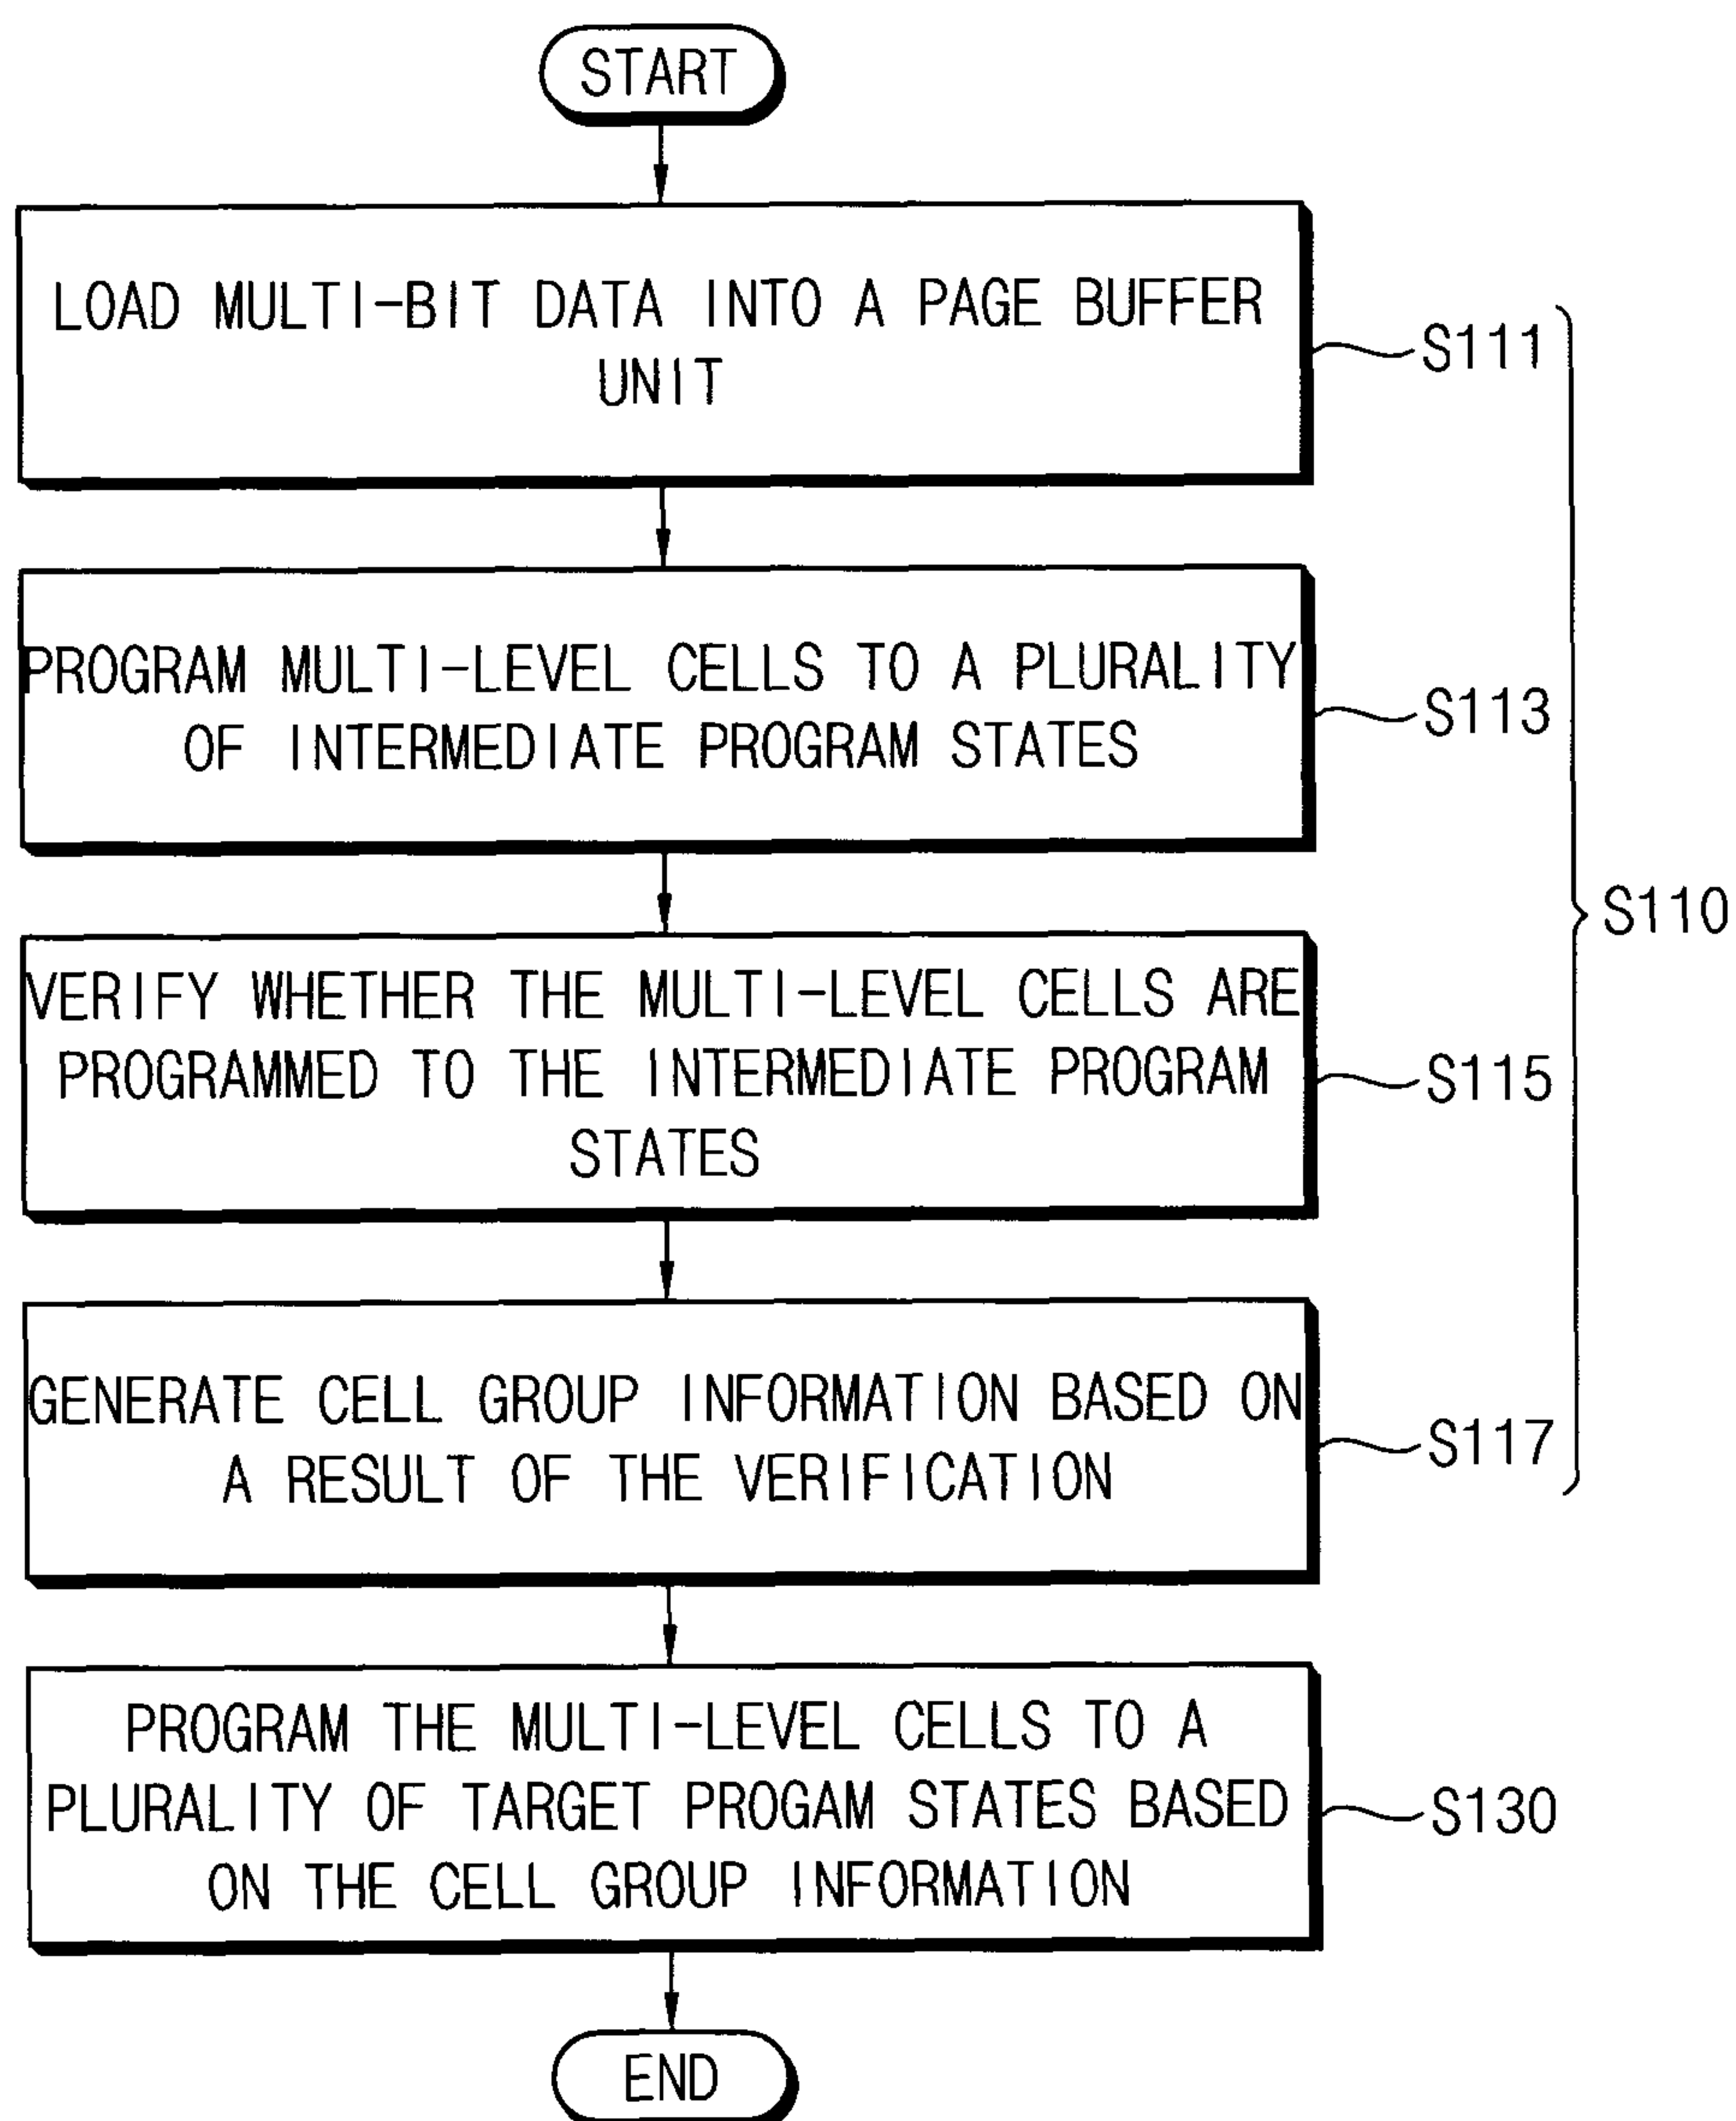 START
LOAD MULTI-BIT DATA INTO A PAGE BUFFER
UNIT
S111
PROGRAM MULTI-LEVEL CELLS TO A PLURALITY
OF INTERMEDIATE PROGRAM STATES
S113
VERIFY WHETHER THE MULTI-LEVEL CELLS ARE
PROGRAMMED TO THE INTERMEDIATE PROGRAM
STATES
S115
S110
GENERATE CELL GROUP INFORMATION BASED ON
A RESULT OF THE VERIFICATION
S117
PROGRAM THE MULTI-LEVEL CELLS TO A
PLURALITY OF TARGET PROGAM STATES BASED
ON THE CELL GROUP INFORMATION
S130
END